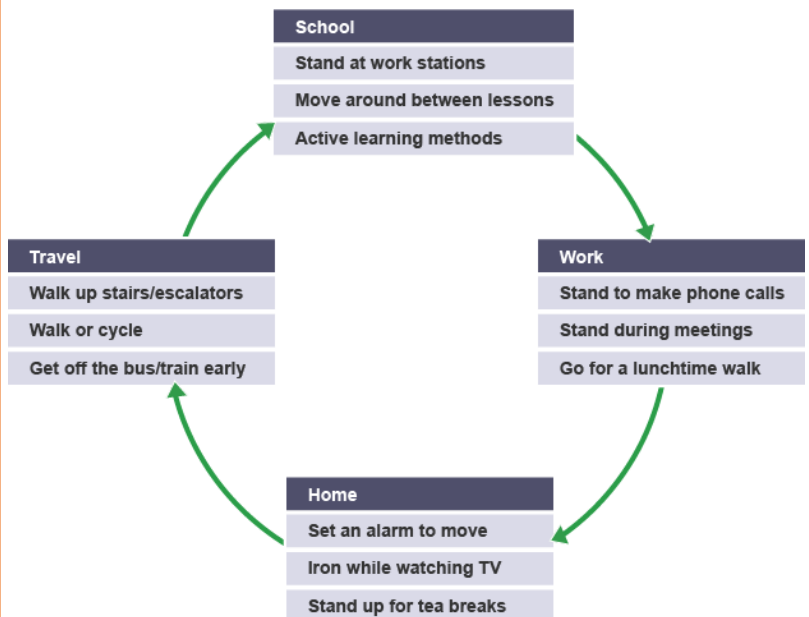 School
Stand at work stations
Move around between lessons
Active learning methods
Travel
Walk up stairs/escalators
Walk or cycle
Get off the bus/train early
Work
Stand to make phone calls
Stand during meetings
Go for a lunchtime walk
Home
Set an alarm to move
Iron while watching TV
Stand up for tea breaks